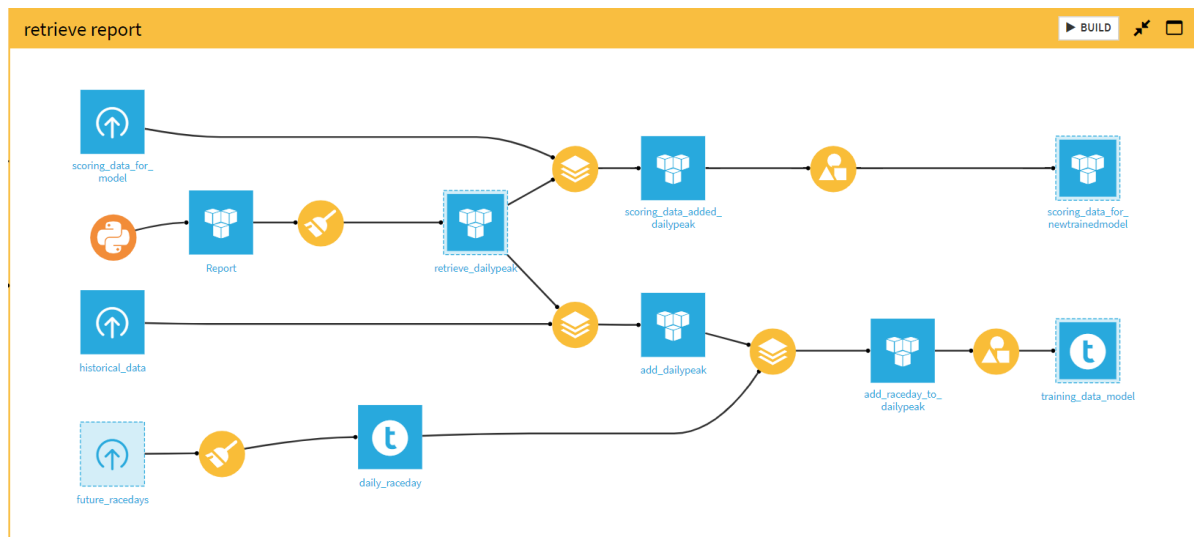 retrieve report
BUILD
scoring_data_for_
model
Report
retrieve_dailypeak
scoring_data_added_
dailypeak
scoring_data_for_
newtrainedmodel
historical_data
add_dailypeak
add_raceday_to_
dailypeak
training_data_model
future_racedays
daily_raceday